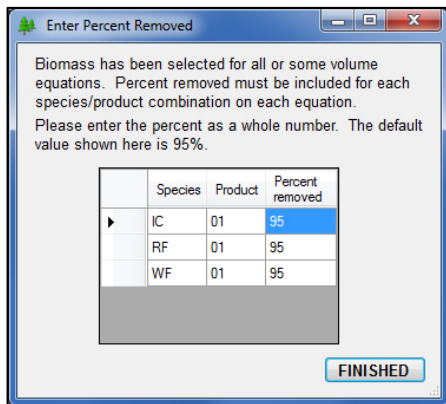 Enter Percent Removed
Biomass has been selected for all or some volume
equations.  Percent removed must be included for each
species/product combination on each equation.
Please enter the percent as a whole number.  The default
value shown here is 95%.
Species Product Percent removed
IC 01 95
RF 01 95
WF 01 95
FINISHED